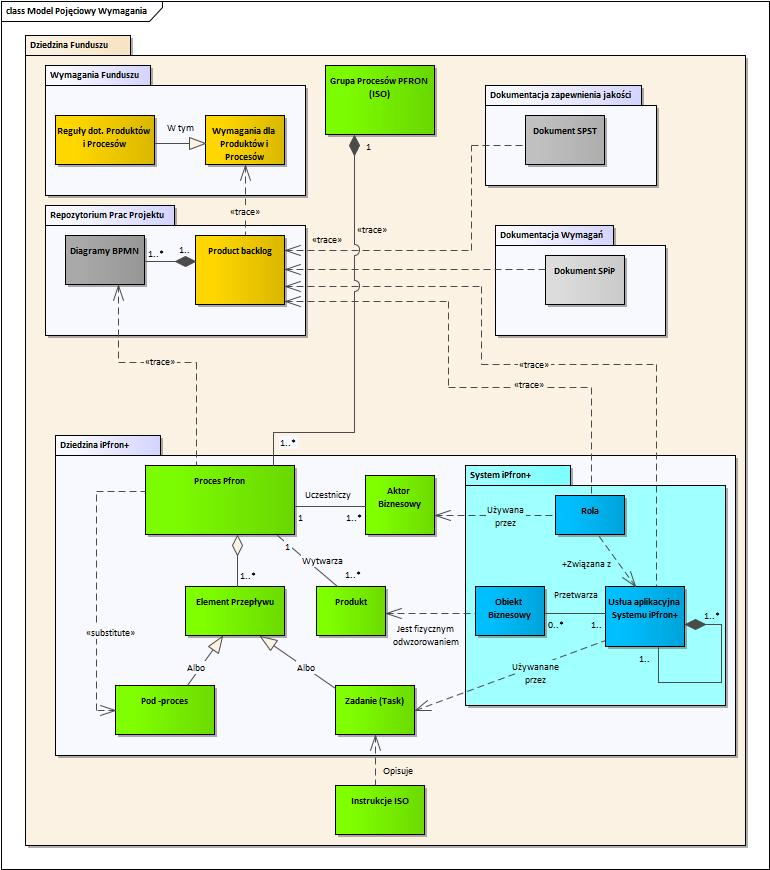 class Model Pojęciowy Wymagania
Dziedzina Funduszu
Wymagania Funduszu
Reguły dot. Produktów
i Procesów
W tym
Wymagania dla
Produktów i
Procesów
Grupa Procesów PFRON
(ISO)
1
Dokumentacja zapewnienia jakości
Dokument SPST
«trace»
«trace»
«trace»
Repozytorium Prac Projektu
Diagramy BPMN
1..*
1..
Product backlog
Dokumentacja Wymagań
Dokument SPiP
«trace»
«trace»
«trace»
1..*
Dziedzina iPfron+
Proces Pfron
Uczestniczy
1
1..*
Aktor
Biznesowy
System iPfron+
Używana
przez
Rola
+Związana z
1
Wytwarza
1..*
1..*
Element Przepływu
Produkt
Jest fizycznym
odwzorowaniem
Obiekt
Biznesowy
Przetwarza
0..*
1..
Usłua aplikacyjna
Systemu iPfron+
1..*
1..
«substitute»
Albo
Albo
Używanane
przez
Pod -proces
Zadanie (Task)
Opisuje
Instrukcje ISO